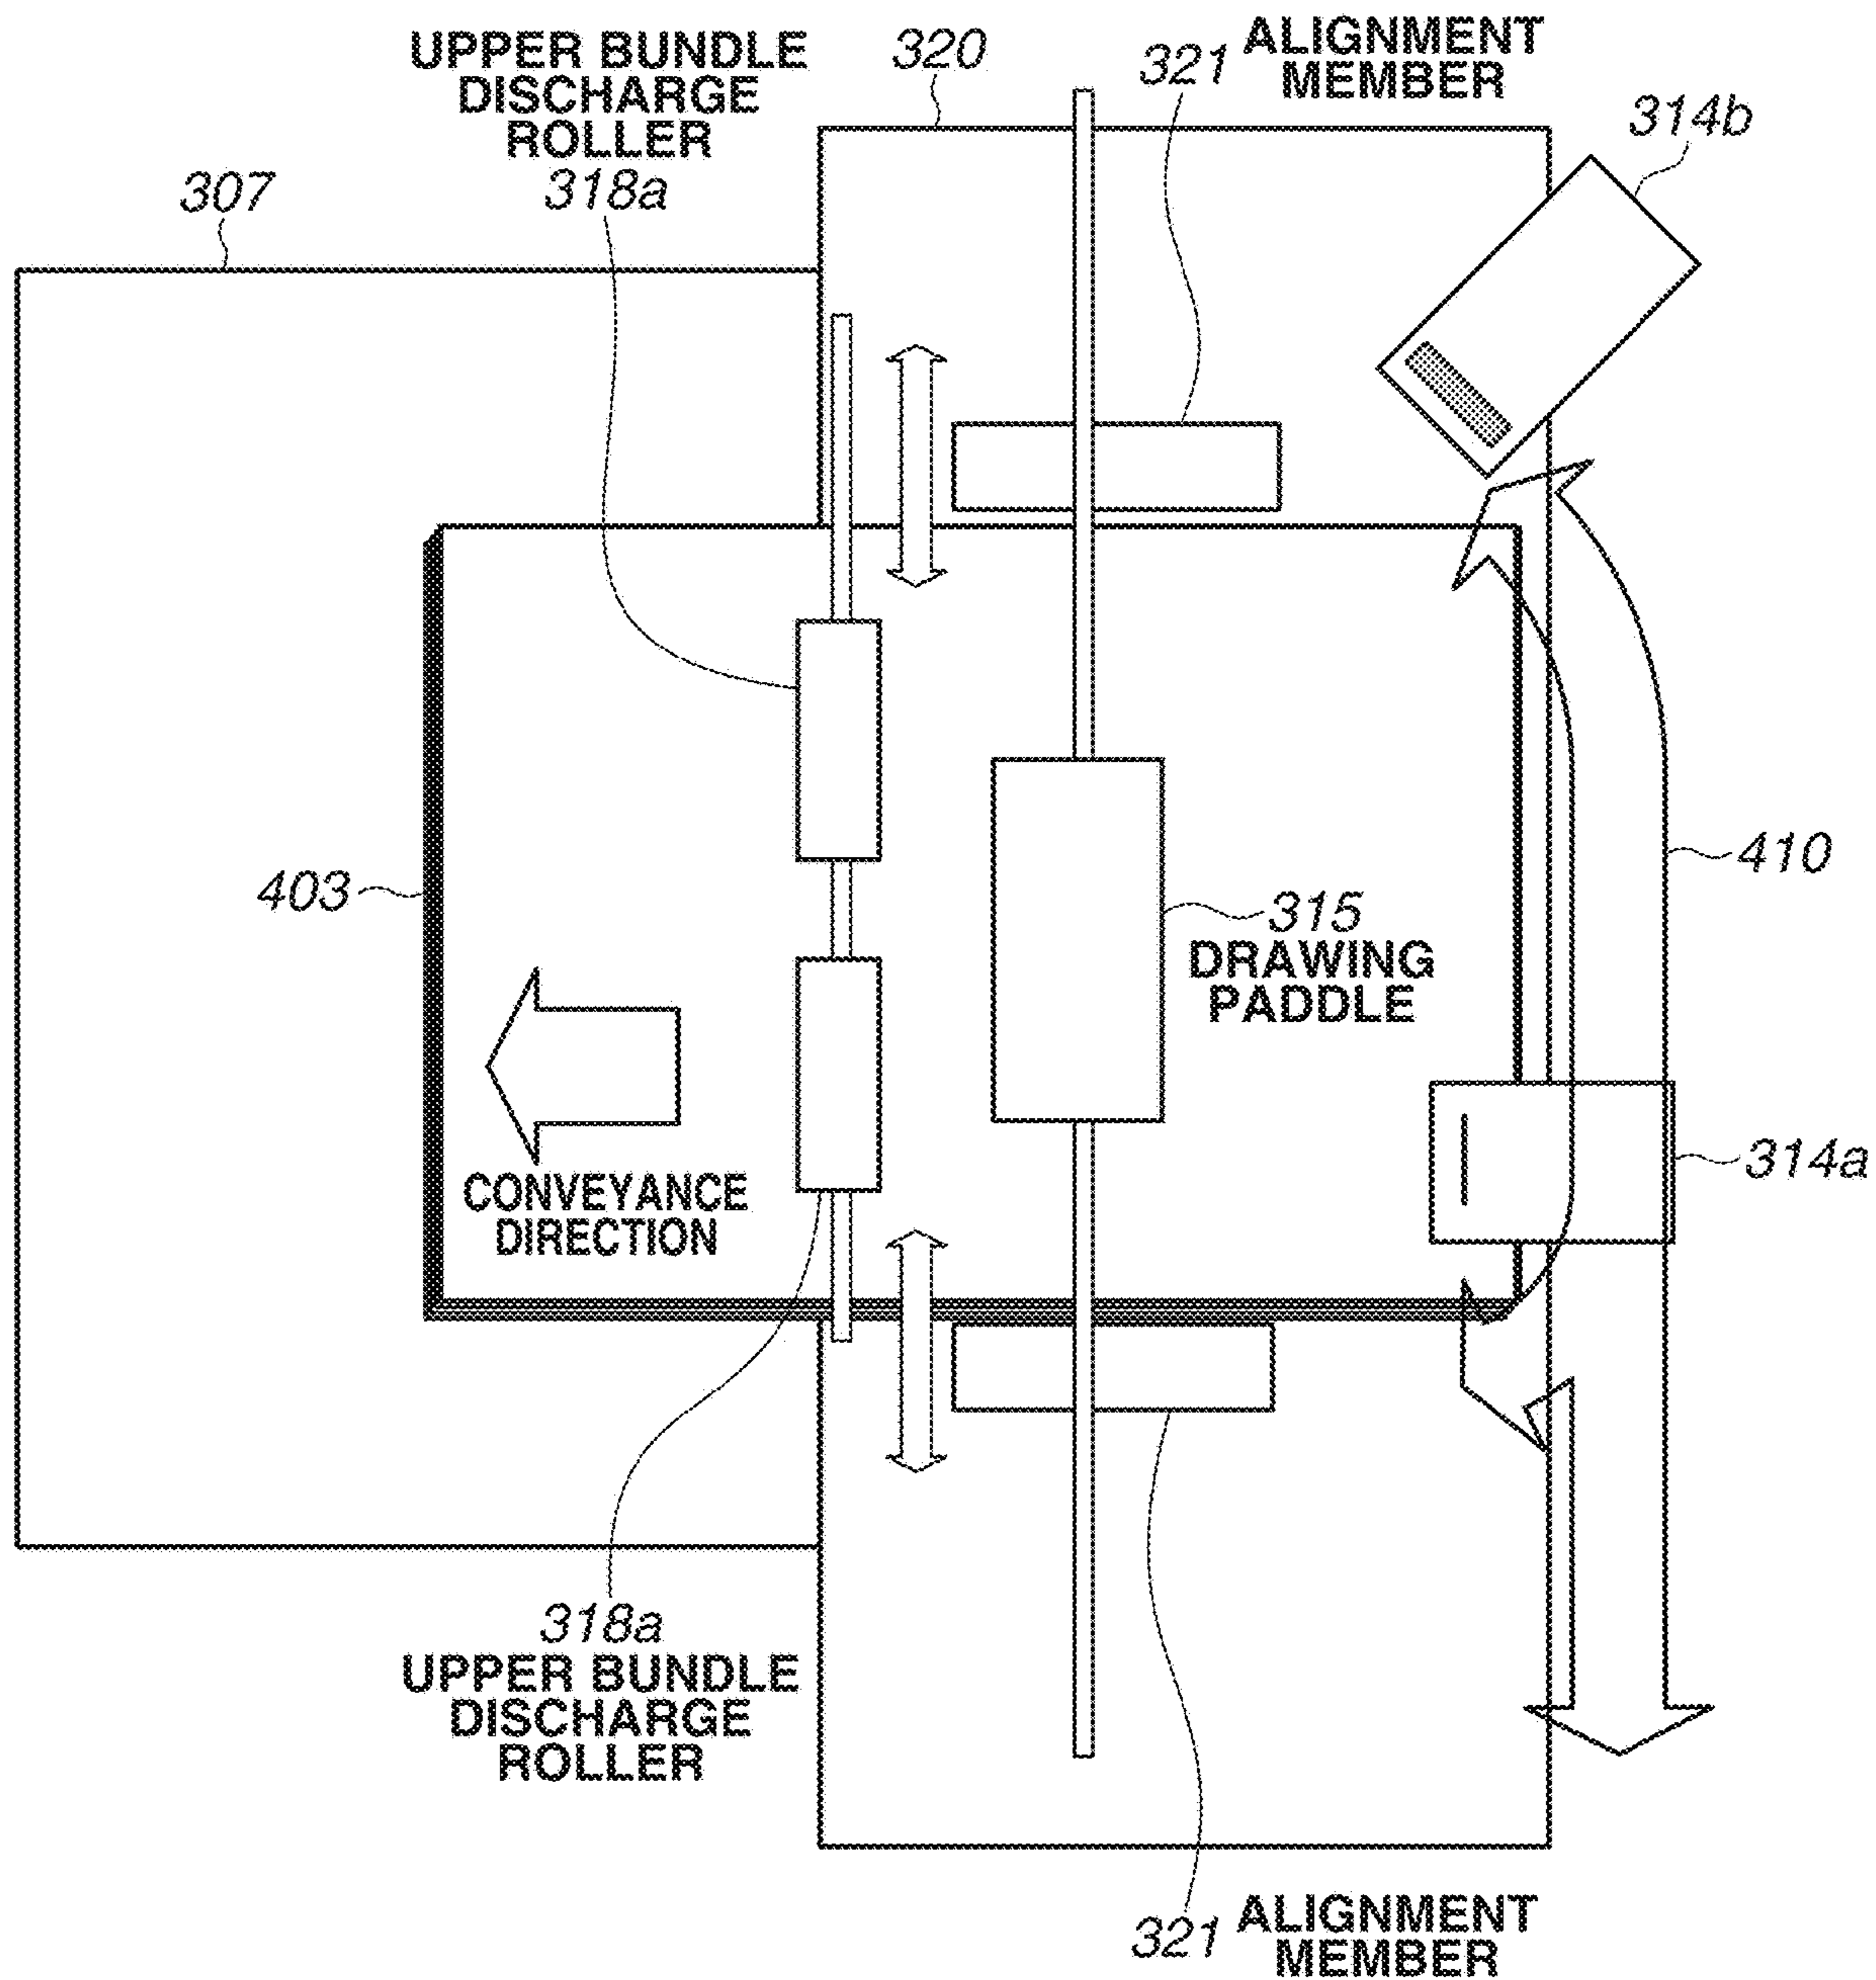 UPPER BUNDLE
DISCHARGE
ROLLER
318a
320
321
ALIGNMENT
MEMBER
314b
307
403
315
DRAWING
PADDLE
410
314a
CONVEYANCE
DIRECTION
318a
UPPER BUNDLE
DISCHARGE
ROLLER
321
ALIGNMENT
MEMBER